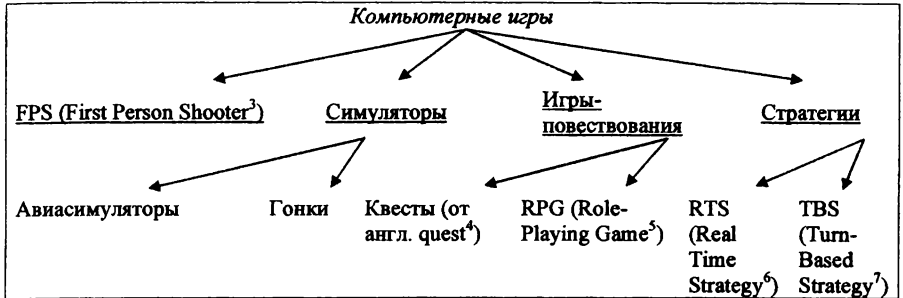 Компьютерные игры
FPS (First Person Shooter³)
Симуляторы
Игры-
повествования
Стратегии
Авиасимуляторы
Гонки
Квесты (от
англ. quest⁴)
RPG (Role-
Playing Game⁵)
RTS
(Real
Time
Strategy⁶)
TBS
(Turn-
Based
Strategy⁷)